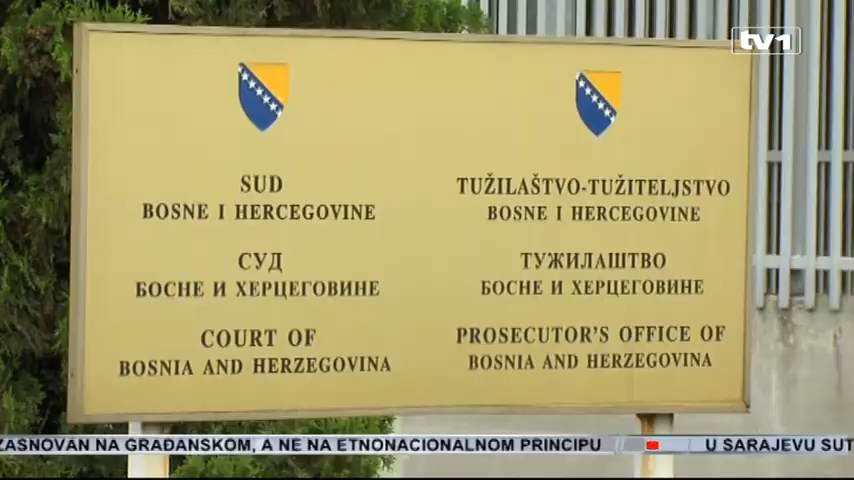 tv1
SUD
BOSNE I HERCEGOVINE
СУД
БОСНЕ И ХЕРЦЕГОВИНЕ
COURT OF
BOSNIA AND HERZEGOVINA
TUŽILAŠTVO-TUŽITELJSTVO
BOSNE I HERCEGOVINE
ТУЖИЛАШТВО
БОСНЕ И ХЕРЦЕГОВИНЕ
PROSECUTOR'S OFFICE OF
BOSNIA AND HERZEGOVINA
ZASNOVAN NA GRAĐANSKOM, A NE NA ETNONACIONALNOM PRINCIPU U SARAJEVU SUT